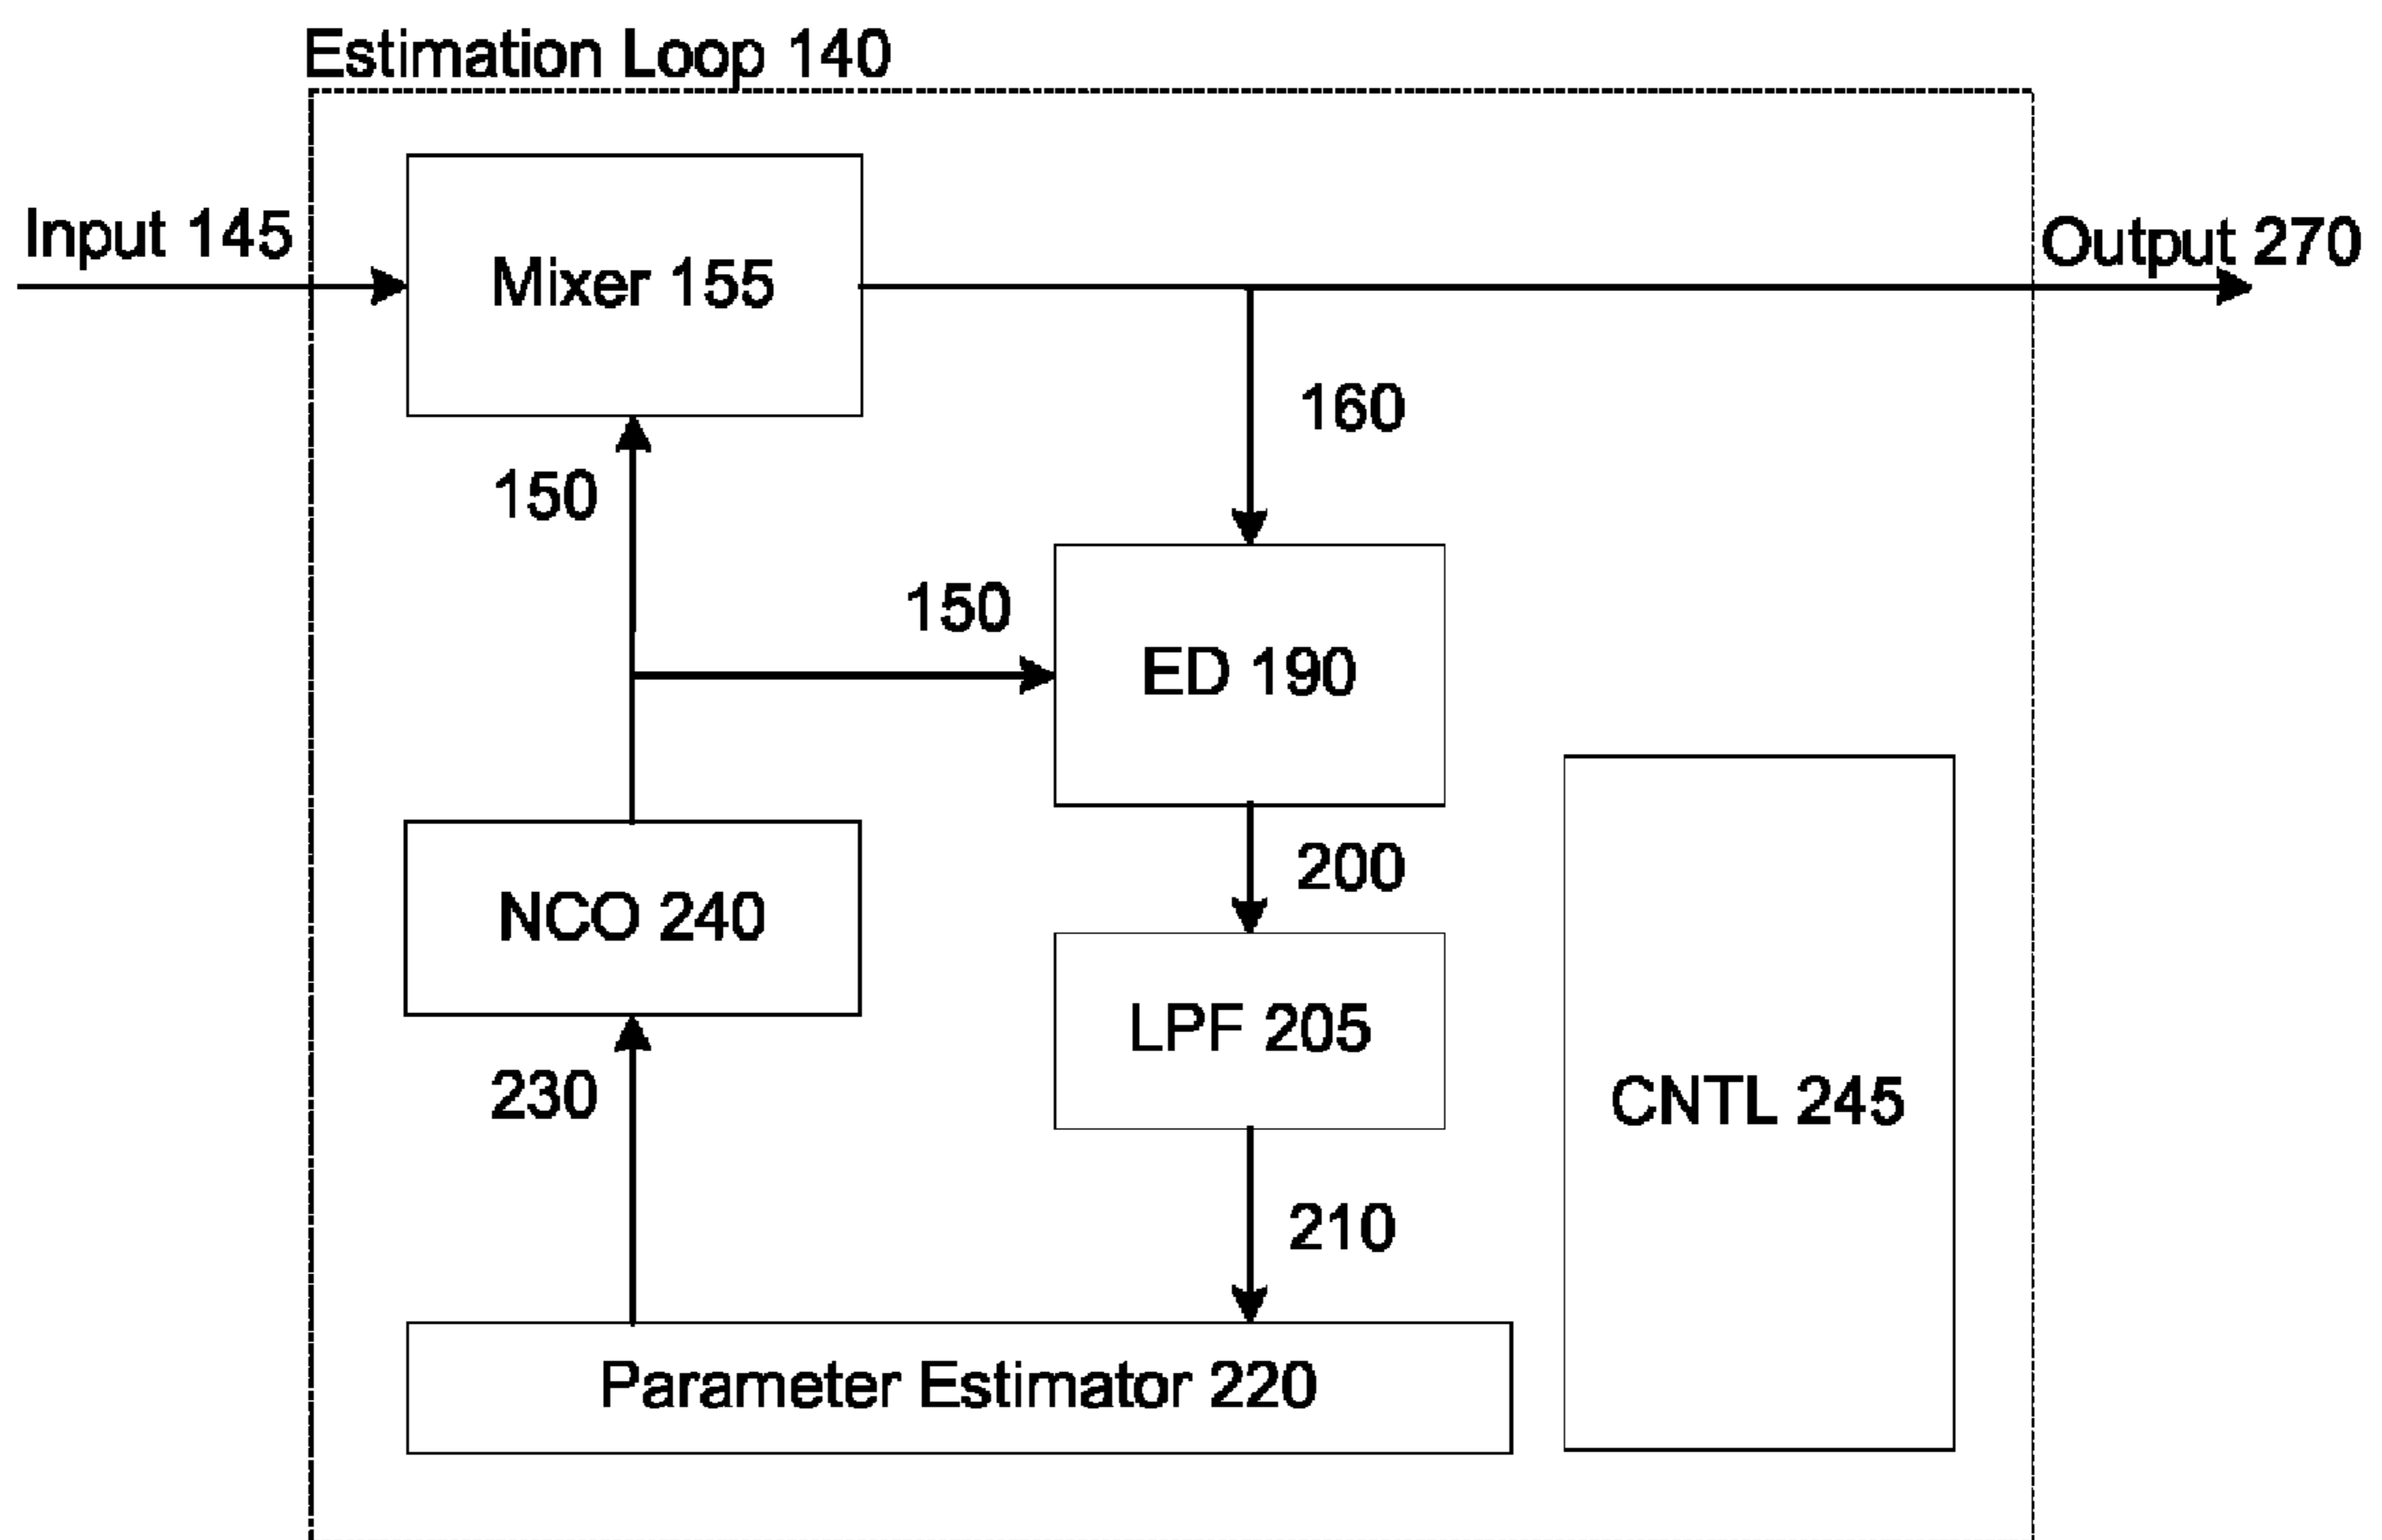 Estimation Loop 140
Input 145
Mixer 155
Output 270
160
150
150
ED 190
200
NCO 240
LPF 205
230
CNTL 245
210
Parameter Estimator 220